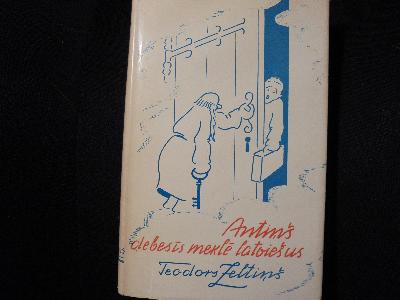 Antiņš
debesīs meklē latviešus
Teodors Zeltiņš